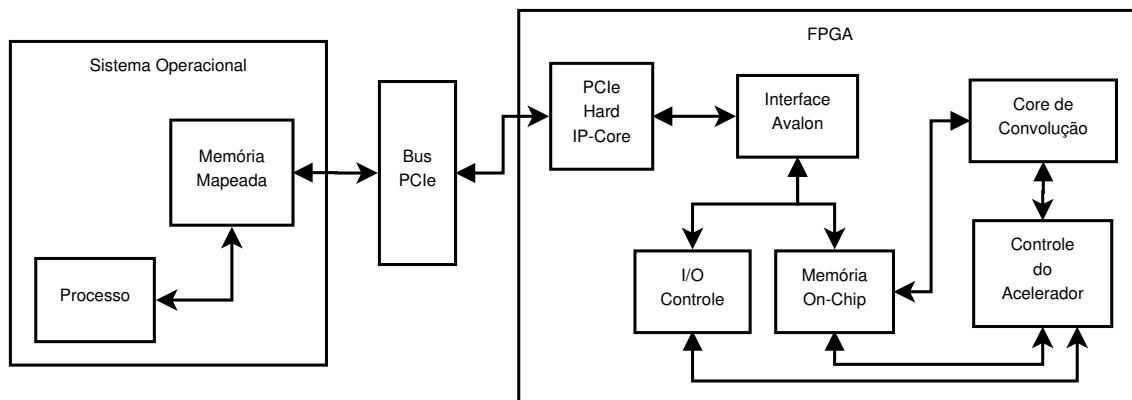 Sistema Operacional
Memória
Mapeada
Processo
Bus
PCIe
FPGA
PCIe
Hard
IP-Core
Interface
Avalon
Core de
Convolução
I/O
Controle
Memória
On-Chip
Controle
do
Acelerador